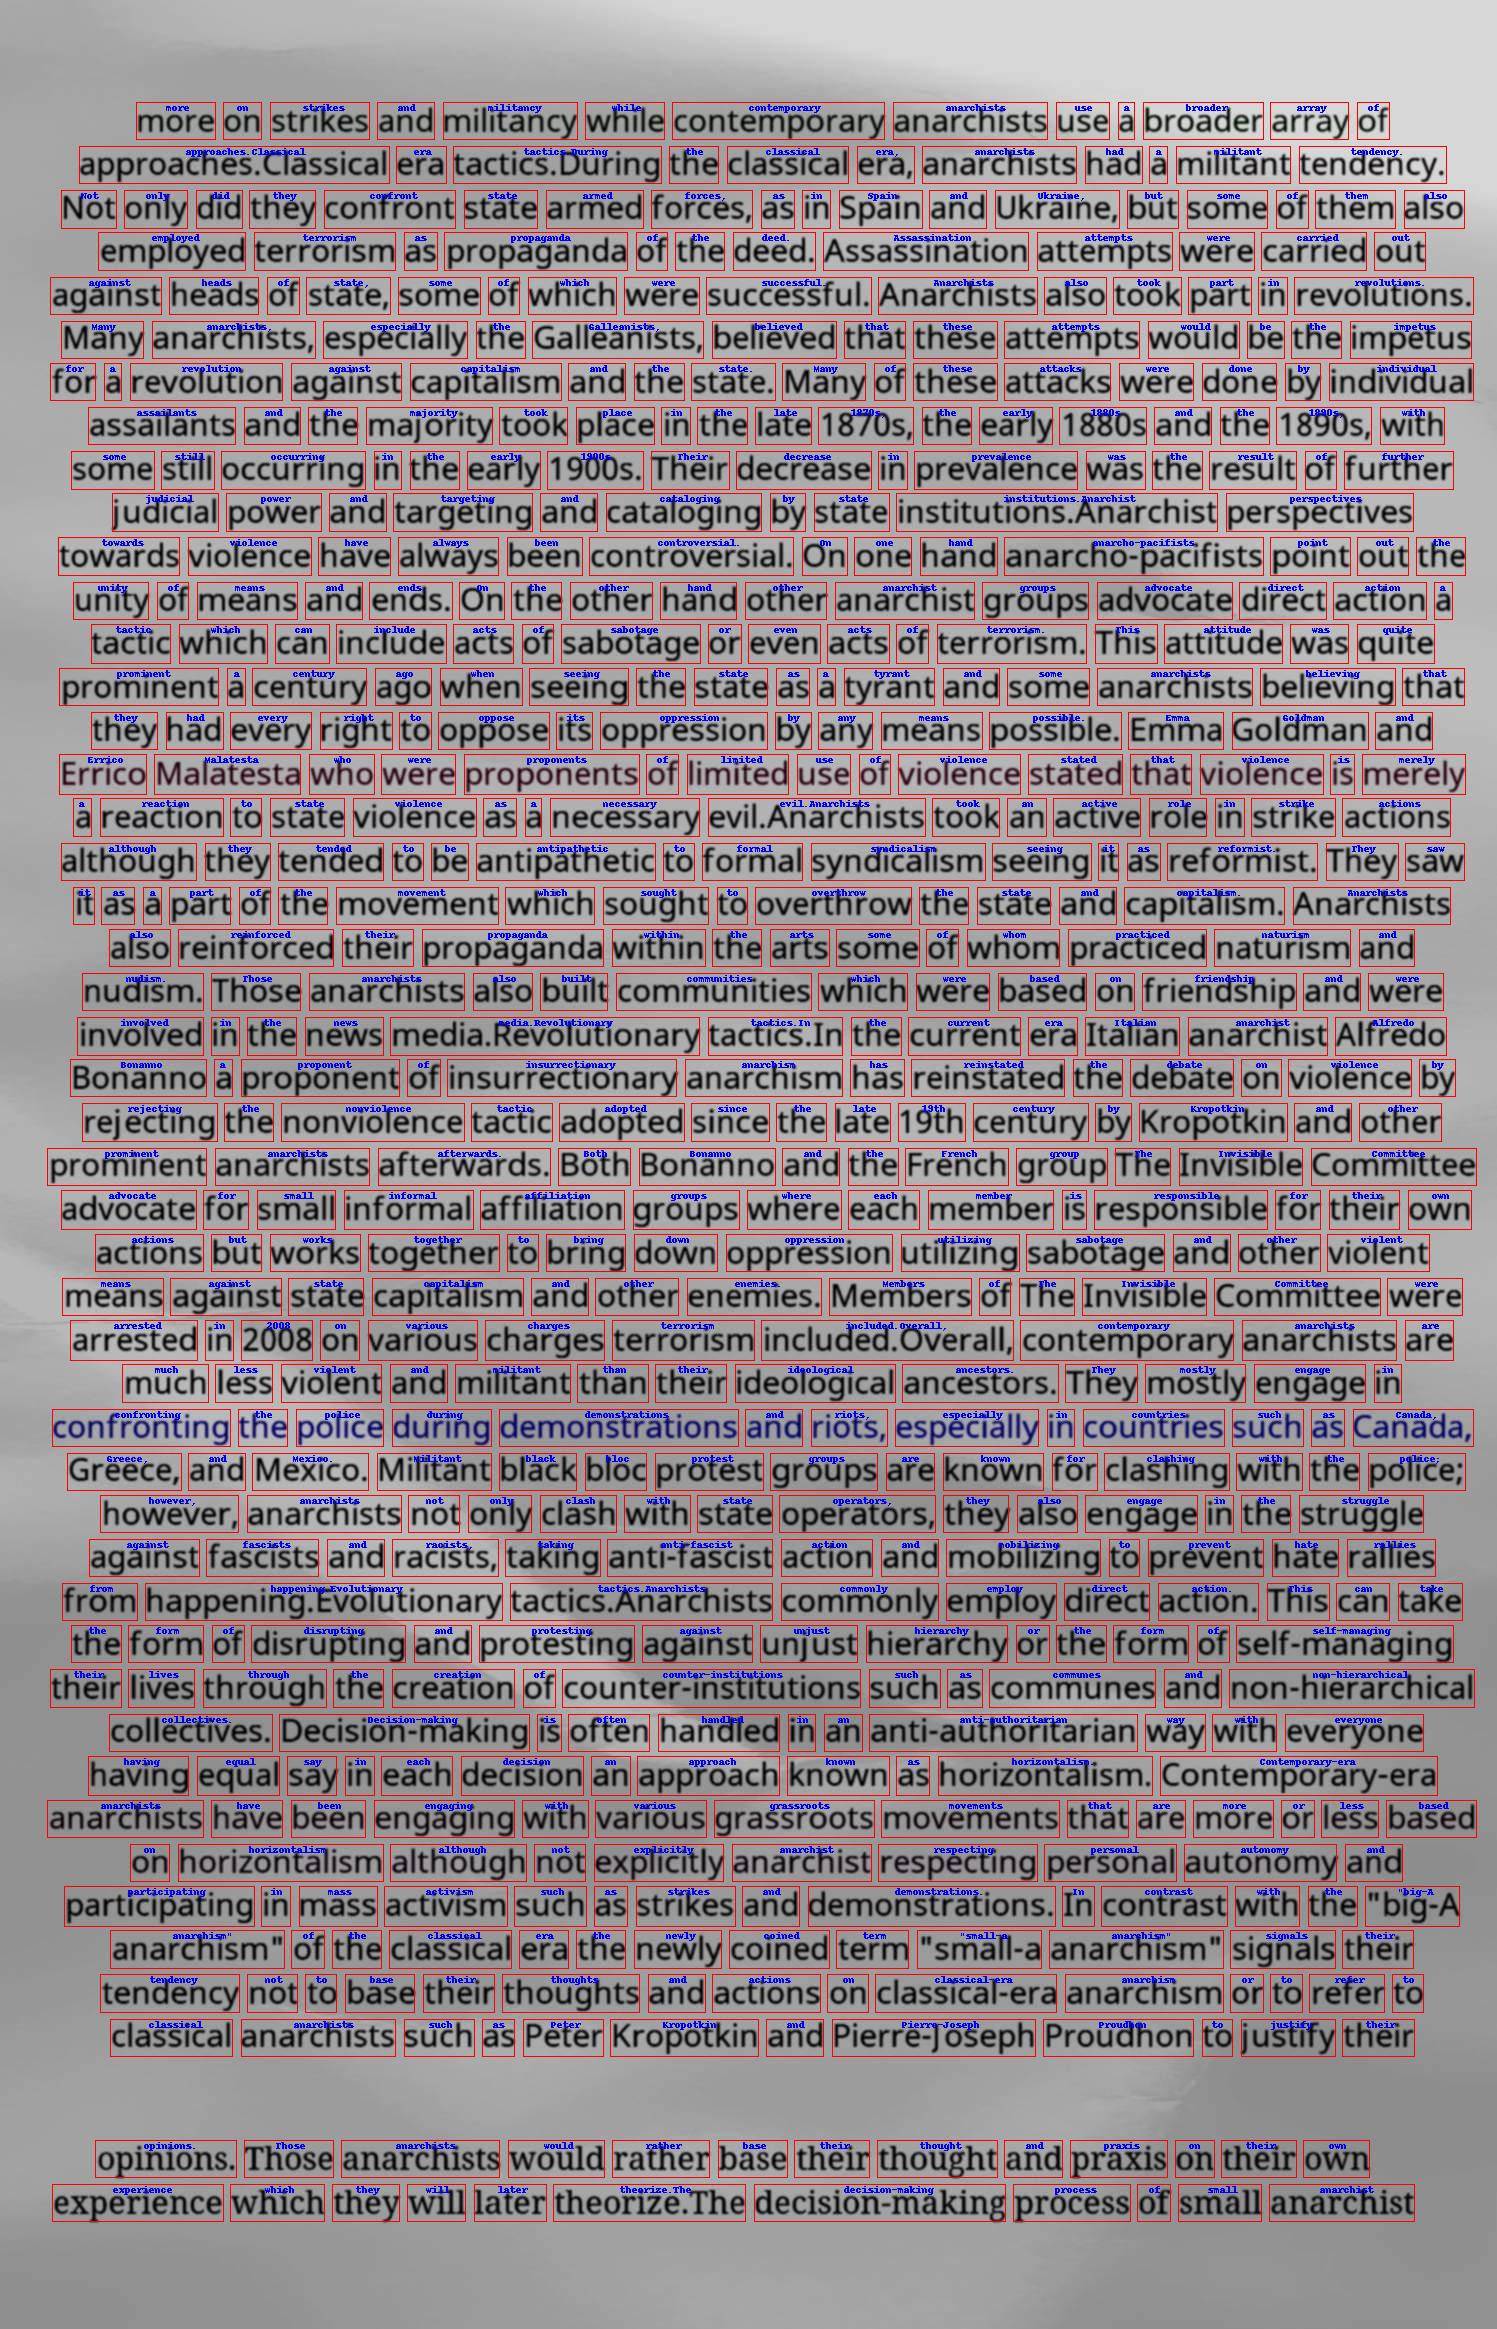 more on strikes and militancy while contemporary anarchists use a broader array of
approaches.Classical era tactics.During the classical era, anarchists had a militant tendency.
Not only did they confront state armed forces, as in Spain and Ukraine, but some of them also
employed terrorism as propaganda of the deed. Assassination attempts were carried out
against heads of state, some of which were successful. Anarchists also took part in revolutions.
Many anarchists, especially the Galleanists, believed that these attempts would be the impetus
for a revolution against capitalism and the state. Many of these attacks were done by individual
assailants and the majority took place in the late 1870s, the early 1880s and the 1890s, with
some still occurring in the early 1900s. Their decrease in prevalence was the result of further
judicial power and targeting and cataloging by state institutions.Anarchist perspectives
towards violence have always been controversial. On one hand anarcho-pacifists point out the
unity of means and ends. On the other hand other anarchist groups advocate direct action a
tactic which can include acts of sabotage or even acts of terrorism. This attitude was quite
prominent a century ago when seeing the state as a tyrant and some anarchists believing that
they had every right to oppose its oppression by any means possible. Emma Goldman and
Errico Malatesta who were proponents of limited use of violence stated that violence is merely
a reaction to state violence as a necessary evil.Anarchists took an active role in strike actions
although they tended to be antipathetic to formal syndicalism seeing it as reformist. They saw
it as a part of the movement which sought to overthrow the state and capitalism. Anarchists
also reinforced their propaganda within the arts some of whom practiced naturism and
nudism. Those anarchists also built communities which were based on friendship and were
involved in the news media.Revolutionary tactics.In the current era Italian anarchist Alfredo
Bonanno a proponent of insurrectionary anarchism has reinstated the debate on violence by
rejecting the nonviolence tactic adopted since the late 19th century by Kropotkin and other
prominent anarchists afterwards. Both Bonanno and the French group The Invisible Committee
advocate for small informal affiliation groups where each member is responsible for their own
actions but works together to bring down oppression utilizing sabotage and other violent
means against state capitalism and other enemies. Members of The Invisible Committee were
arrested in 2008 on various charges terrorism included.Overall, contemporary anarchists are
much less violent and militant than their ideological ancestors. They mostly engage in
confronting the police during demonstrations and riots, especially in countries such as Canada,
Greece, and Mexico. Militant black bloc protest groups are known for clashing with the police;
however, anarchists not only clash with state operators, they also engage in the struggle
against fascists and racists, taking anti-fascist action and mobilizing to prevent hate rallies
from happening.Evolutionary tactics.Anarchists commonly employ direct action. This can take
the form of disrupting and protesting against unjust hierarchy or the form of self-managing
their lives through the creation of counter-institutions such as communes and non-hierarchical
collectives. Decision-making is often handled in an anti-authoritarian way with everyone
having equal say in each decision an approach known as horizontalism. Contemporary-era
anarchists have been engaging with various grassroots movements that are more or less based
on horizontalism although not explicitly anarchist respecting personal autonomy and
participating in mass activism such as strikes and demonstrations. In contrast with the "big-A
anarchism" of the classical era the newly coined term "small-a anarchism" signals their
tendency not to base their thoughts and actions on classical-era anarchism or to refer to
classical anarchists such as Peter Kropotkin and Pierre-Joseph Proudhon to justify their
opinions. Those anarchists would rather base their thought and praxis on their own
experience which they will later theorize.The decision-making process of small anarchist